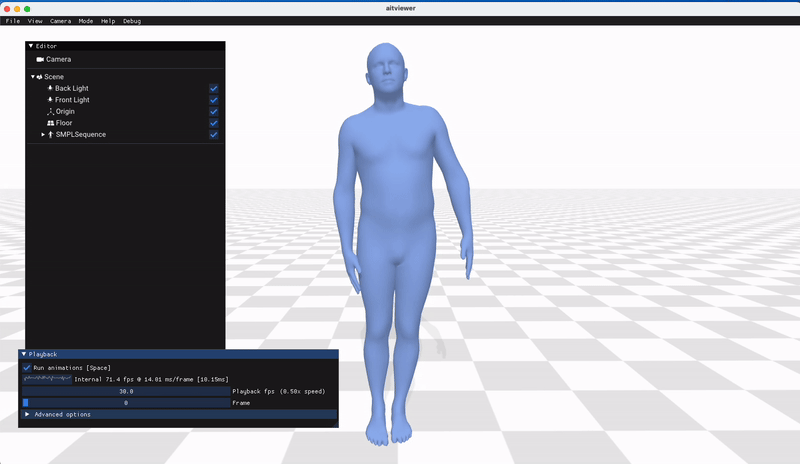 aitviewer
File View Camera Mode Help Debug
Editor
Camera
Scene
Back Light
Front Light
Origin
Floor
SMPLSequence
Playback
Run animations [Space]
Internal 71.4 fps @ 14.01 ms/frame [10.15ms]
30.0 Playback fps (0.50x speed)
0 Frame
Advanced options